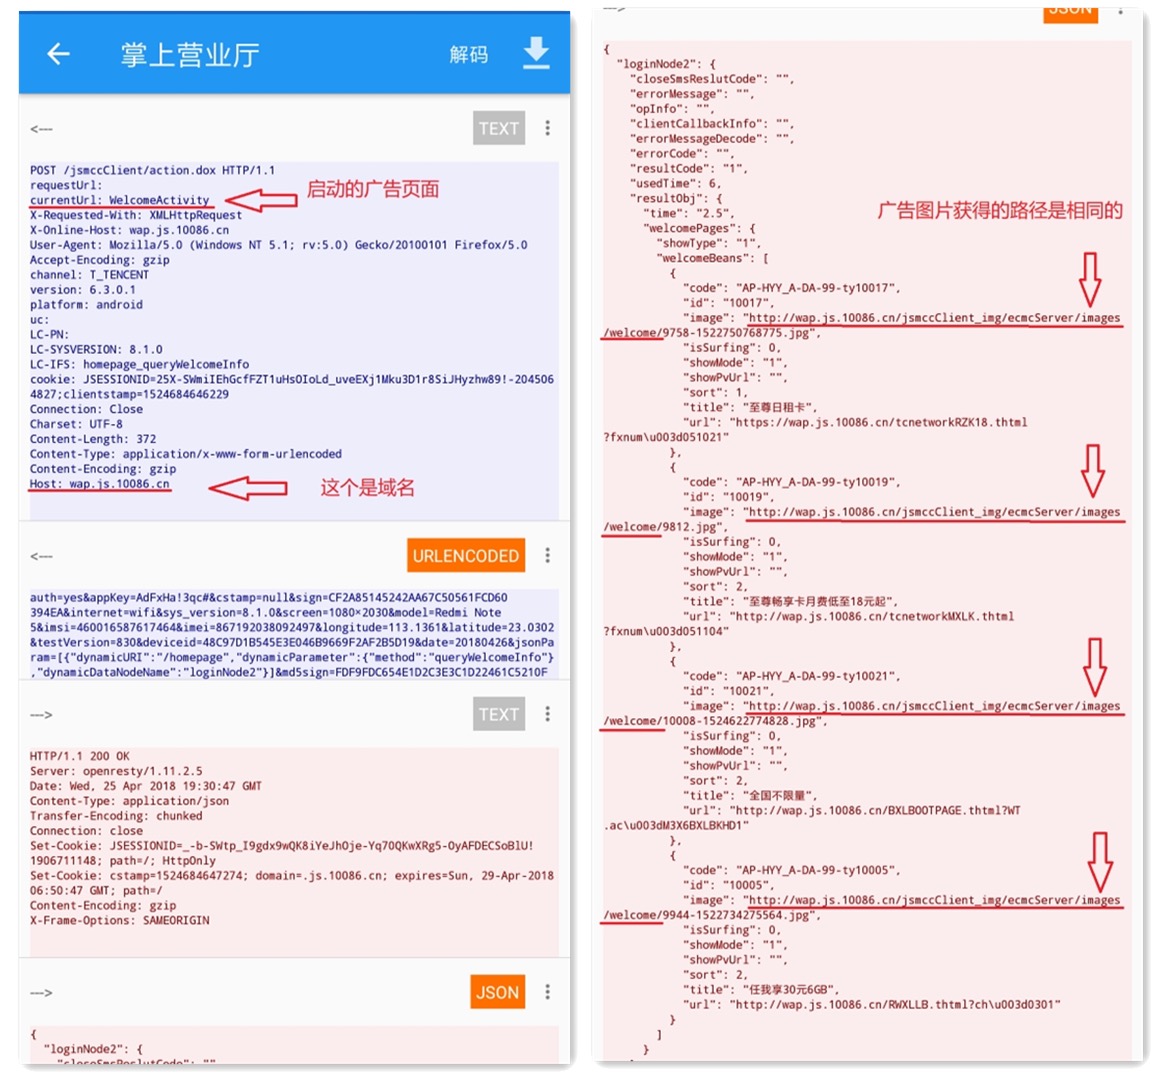 掌上营业厅
解码
<---
TEXT
POST /jsmccClient/action.dox HTTP/1.1
requestUrl:
currentUrl: WelcomeActivity
启动的广告页面
X-Requested-With: XMLHttpRequest
X-Online-Host: wap.js.10086.cn
User-Agent: Mozilla/5.0 (Windows NT 5.1; rv:5.0) Gecko/20100101 Firefox/5.0
Accept-Encoding: gzip
channel: T_TENCENT
version: 6.3.0.1
platform: android
uc:
LC-PN:
LC-SYSVERSION: 8.1.0
LC-IFS: homepage_queryWelcomeInfo
cookie: JSESSIONID=25X-SWmiIEhGcfFZT1uHsOIoLd_uveEXj1Mku3D1r8SiJHyzhw89!-204506
4827;clientstamp=1524684646229
Connection: Close
Charset: UTF-8
Content-Length: 372
Content-Type: application/x-www-form-urlencoded
Content-Encoding: gzip
Host: wap.js.10086.cn
这个是域名
<---
URLENCODED
auth=yes&appKey=AdFxHa!3qc#&cstamp=null&sign=CF2A85145242AA67C50561FCD60
394EA&internet=wifi&sys_version=8.1.0&screen=1080×2030&model=Redmi Note
5&imsi=460016587617464&imei=867192038092497&longitude=113.1361&latitude=23.0302
&testVersion=830&deviceid=48C97D1B545E3E046B9669F2AF2B5D19&date=20180426&jsonPa
ram=[{"dynamicURI":"/homepage","dynamicParameter":{"method":"queryWelcomeInfo"}
,"dynamicDataNodeName":"loginNode2"}]&md5sign=FDF9FDC654E1D2C3E3C1D22461C5210F
--->
TEXT
HTTP/1.1 200 OK
Server: openresty/1.11.2.5
Date: Wed, 25 Apr 2018 19:30:47 GMT
Content-Type: application/json
Transfer-Encoding: chunked
Connection: close
Set-Cookie: JSESSIONID=_-b-SWtp_I9gdx9wQK8iYeJhOje-Yq70QKwXRg5-OyAFDECSoBlU!
1906711148; path=/; HttpOnly
Set-Cookie: cstamp=1524684647274; domain=.js.10086.cn; expires=Sun, 29-Apr-2018
06:50:47 GMT; path=/
Content-Encoding: gzip
X-Frame-Options: SAMEORIGIN
--->
JSON
{
"loginNode2": {
"closeSmsReslutCode": ""
--->
JSON
{
"loginNode2": {
"closeSmsReslutCode": "",
"errorMessage": "",
"opInfo": "",
"clientCallbackInfo": "",
"errorMessageDecode": "",
"errorCode": "",
"resultCode": "1",
"usedTime": 6,
"resultObj": {
"time": "2.5",
广告图片获得的路径是相同的
"welcomePages": {
"showType": "1",
"welcomeBeans": [
{
"code": "AP-HYY_A-DA-99-ty10017",
"id": "10017",
"image": "http://wap.js.10086.cn/jsmccClient_img/ecmcServer/images
/welcome/9758-1522750768775.jpg",
"isSurfing": 0,
"showMode": "1",
"showPvUrl": "",
"sort": 1,
"title": "至尊日租卡",
"url": "https://wap.js.10086.cn/tcnetworkRZK18.thtml
?fxnum\u003d051021"
},
{
"code": "AP-HYY_A-DA-99-ty10019",
"id": "10019",
"image": "http://wap.js.10086.cn/jsmccClient_img/ecmcServer/images
/welcome/9812.jpg",
"isSurfing": 0,
"showMode": "1",
"showPvUrl": "",
"sort": 2,
"title": "至尊畅享卡月费低至18元起",
"url": "http://wap.js.10086.cn/tcnetworkMXLK.thtml
?fxnum\u003d051104"
},
{
"code": "AP-HYY_A-DA-99-ty10021",
"id": "10021",
"image": "http://wap.js.10086.cn/jsmccClient_img/ecmcServer/images
/welcome/10008-1524622774828.jpg",
"isSurfing": 0,
"showMode": "1",
"showPvUrl": "",
"sort": 2,
"title": "全国不限量",
"url": "http://wap.js.10086.cn/BXLBOOTPAGE.thtml?WT
.ac\u003dM3X6BXLBKHD1"
},
{
"code": "AP-HYY_A-DA-99-ty10005",
"id": "10005",
"image": "http://wap.js.10086.cn/jsmccClient_img/ecmcServer/images
/welcome/9944-1522734275564.jpg",
"isSurfing": 0,
"showMode": "1",
"showPvUrl": "",
"sort": 2,
"title": "任我享30元6GB",
"url": "http://wap.js.10086.cn/RWXLLB.thtml?ch\u003d0301"
}
]
}